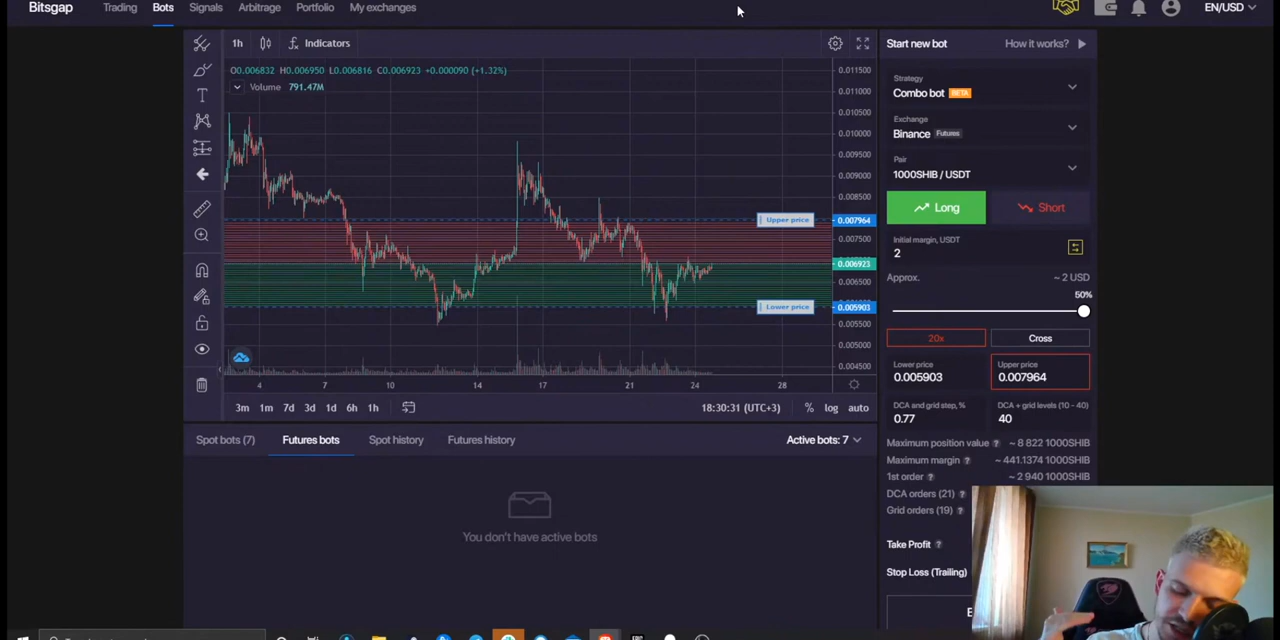 Bitsgap Trading Bots Signals Arbitrage Portfolio My exchanges EN/USD
1h Indicators
O0.006832 H0.006950 L0.006816 C0.006923 +0.000090 (+1.32%)
Volume 791.47M
0.011500
0.011000
0.010500
0.010000
0.009500
0.009000
0.008500
Upper price 0.007964
0.007500
0.006923
0.006500
Lower price 0.005903
0.005500
0.005000
0.004500
4 7 10 14 17 21 24 28
3m 1m 7d 3d 1d 6h 1h 18:30:31 (UTC+3) % log auto
Spot bots (7) Futures bots Spot history Futures history Active bots: 7
You don't have active bots
Start new bot How it works?
Strategy
Combo bot BETA
Exchange
Binance Futures
Pair
1000SHIB / USDT
Long Short
Initial margin, USDT
2
Approx. ~ 2 USD
50%
20x Cross
Lower price Upper price
0.005903 0.007964
DCA and grid step, % DCA + grid levels (10 - 40)
0.77 40
Maximum position value ? ~ 8 822 1000SHIB
Maximum margin ? ~ 441.1374 1000SHIB
1st order ? ~ 2 940 1000SHIB
DCA orders (21) ?
Grid orders (19) ?
Take Profit ?
Stop Loss (Trailing)